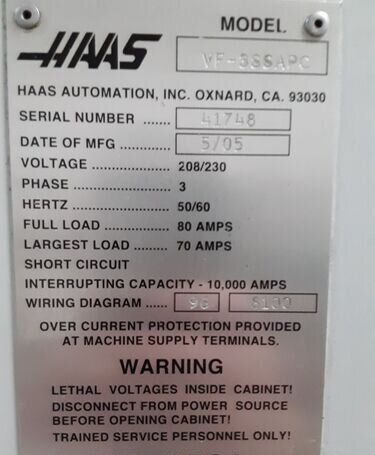 MODEL
HAAS VF-3SSAPC
HAAS AUTOMATION, INC. OXNARD, CA. 93030
SERIAL NUMBER ...... 41748
DATE OF MFG ........... 5/05
VOLTAGE .................... 208/230
PHASE ......................... 3
HERTZ ......................... 50/60
FULL LOAD ................. 80 AMPS
LARGEST LOAD ......... 70 AMPS
SHORT CIRCUIT
INTERRUPTING CAPACITY - 10,000 AMPS
WIRING DIAGRAM ...... 96 8100
OVER CURRENT PROTECTION PROVIDED
AT MACHINE SUPPLY TERMINALS.
WARNING
LETHAL VOLTAGES INSIDE CABINET!
DISCONNECT FROM POWER SOURCE
BEFORE OPENING CABINET!
TRAINED SERVICE PERSONNEL ONLY!